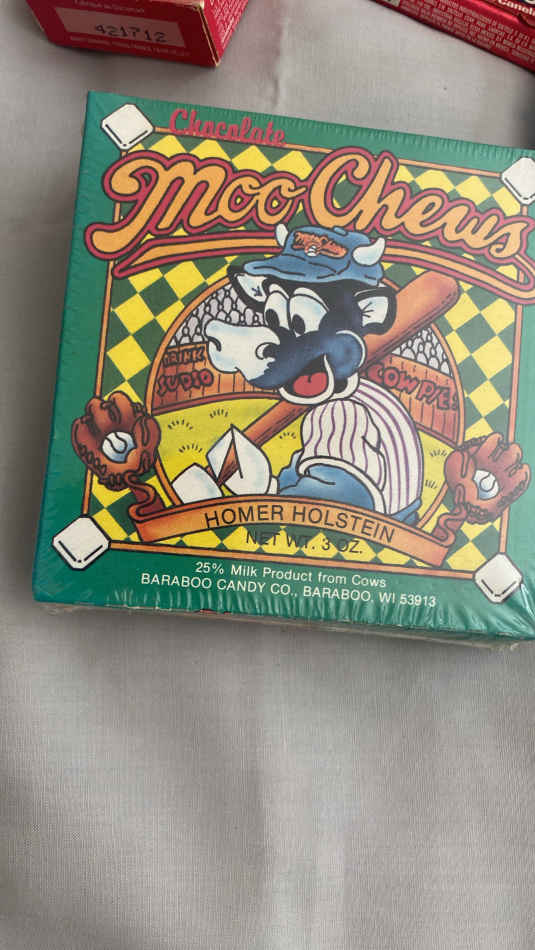 421712
Chocolate
Moo Chews
DRINK
SUDSO
COW PIE!
HOMER HOLSTEIN
NET WT. 3 OZ.
25% Milk Product from Cows
BARABOO CANDY CO., BARABOO, WI 53913